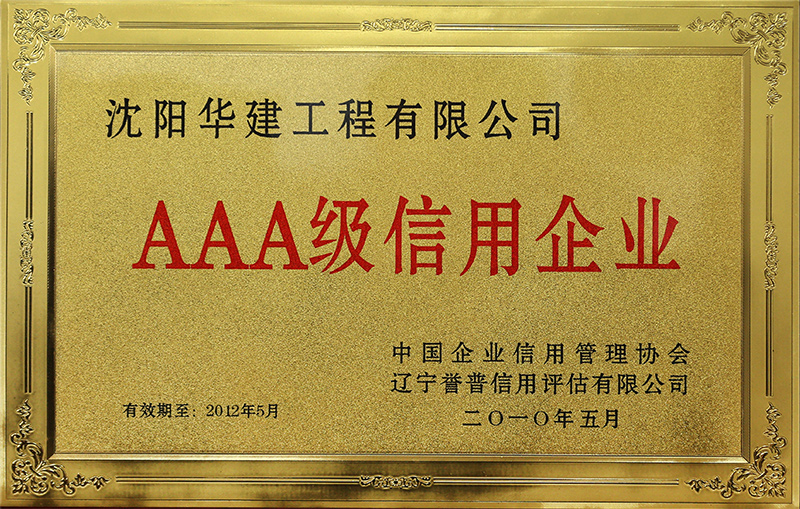 沈阳华建工程有限公司
AAA级信用企业
中国企业信用管理协会
辽宁誉普信用评估有限公司
有效期至：2012年5月
二〇一〇年五月